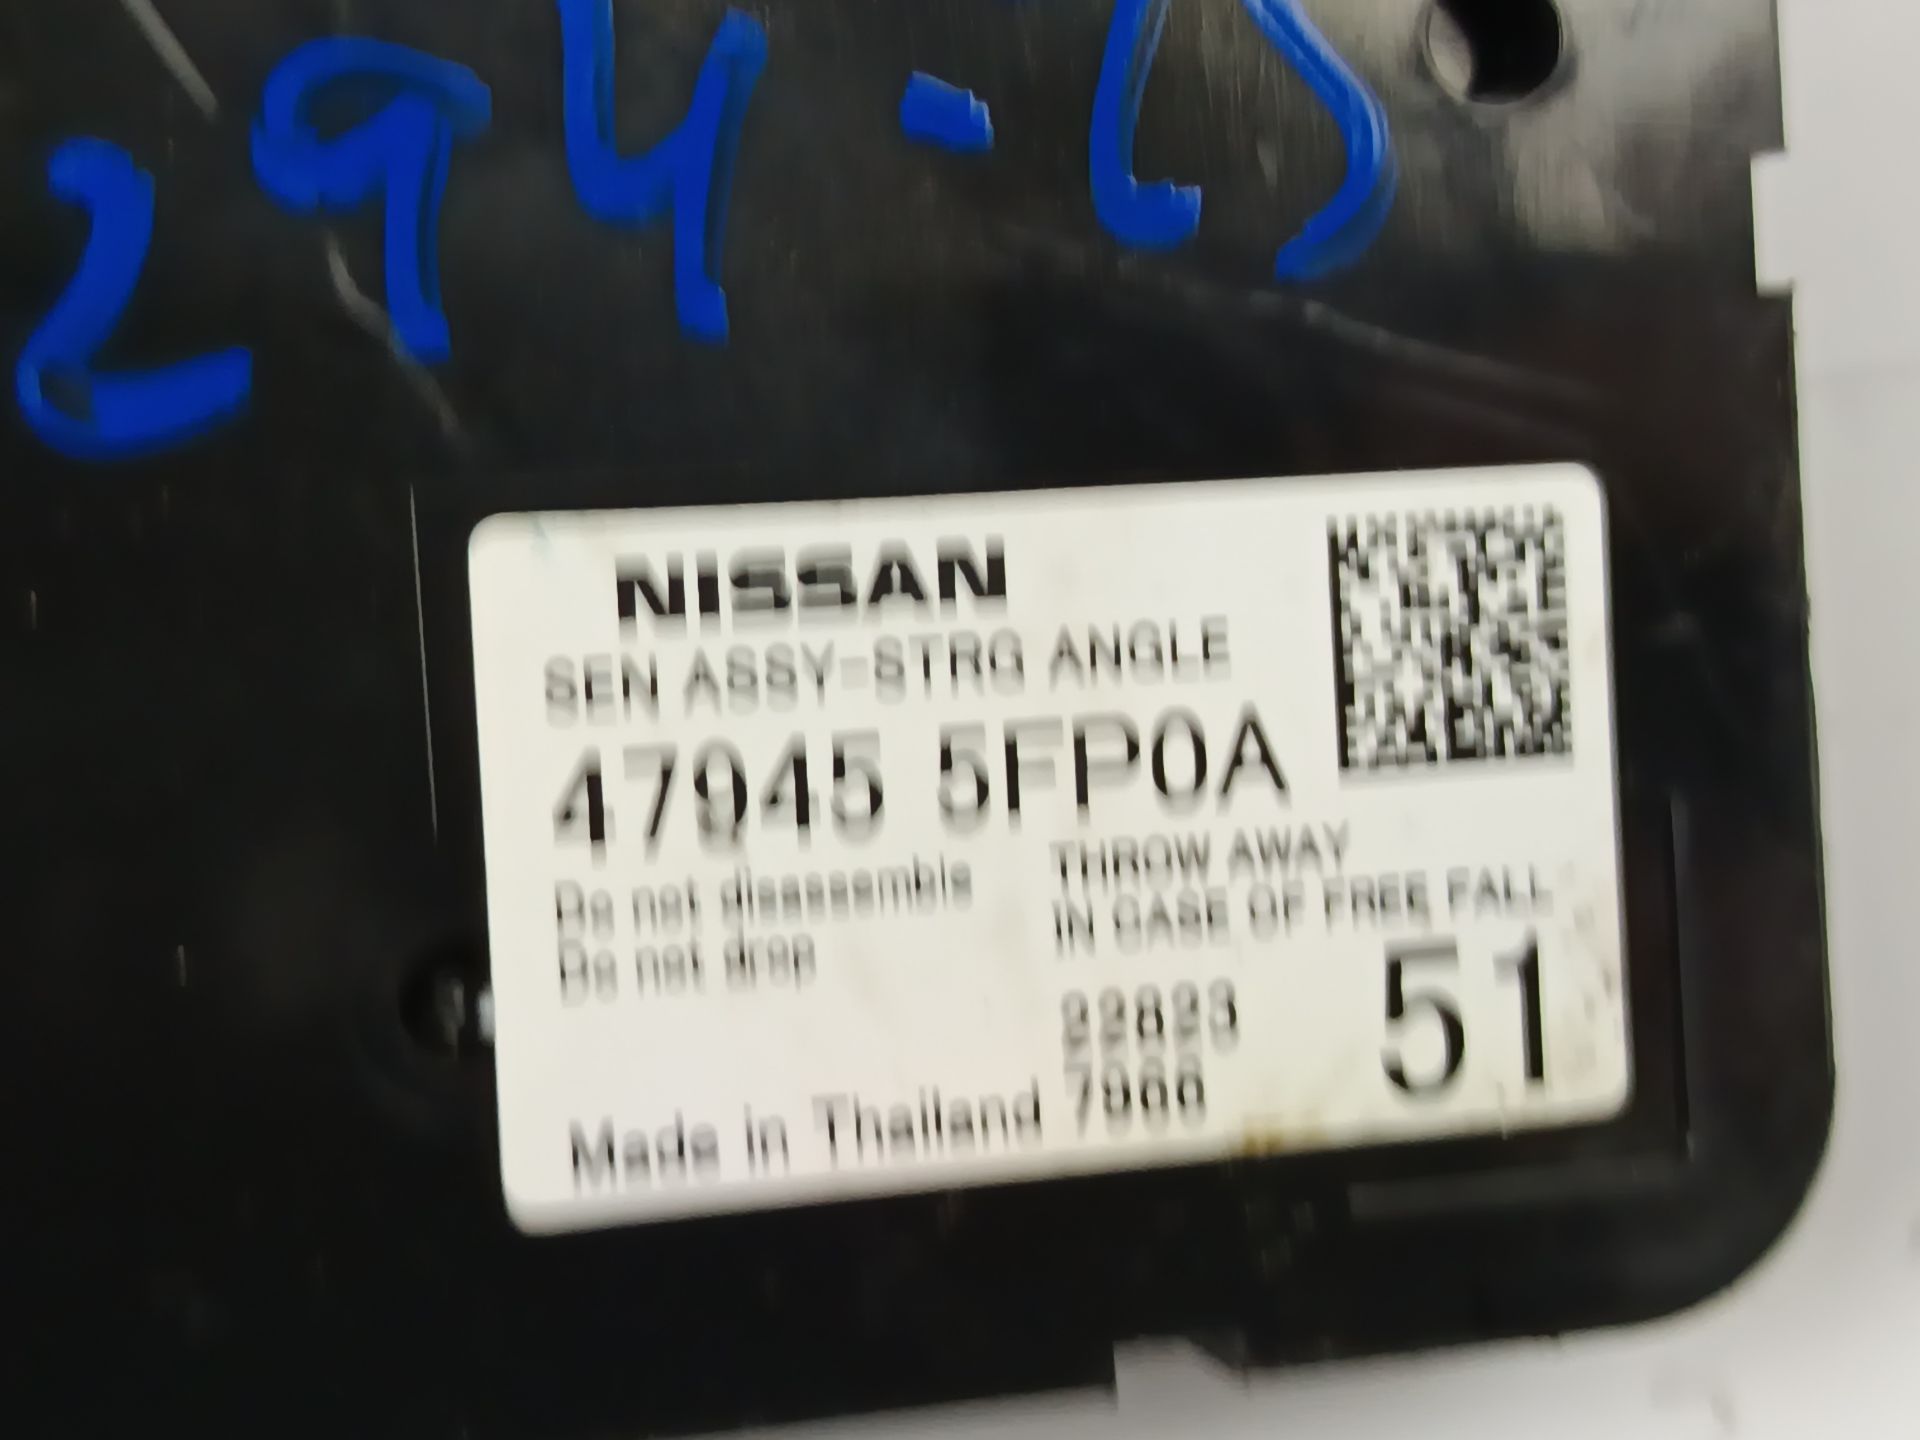 294-
NISSAN
SEN ASSY-STRG ANGLE
47945 5FP0A
Do not disassemble
Do not drop
THROW AWAY
IN CASE OF FREE FALL
51
Made in Thailand